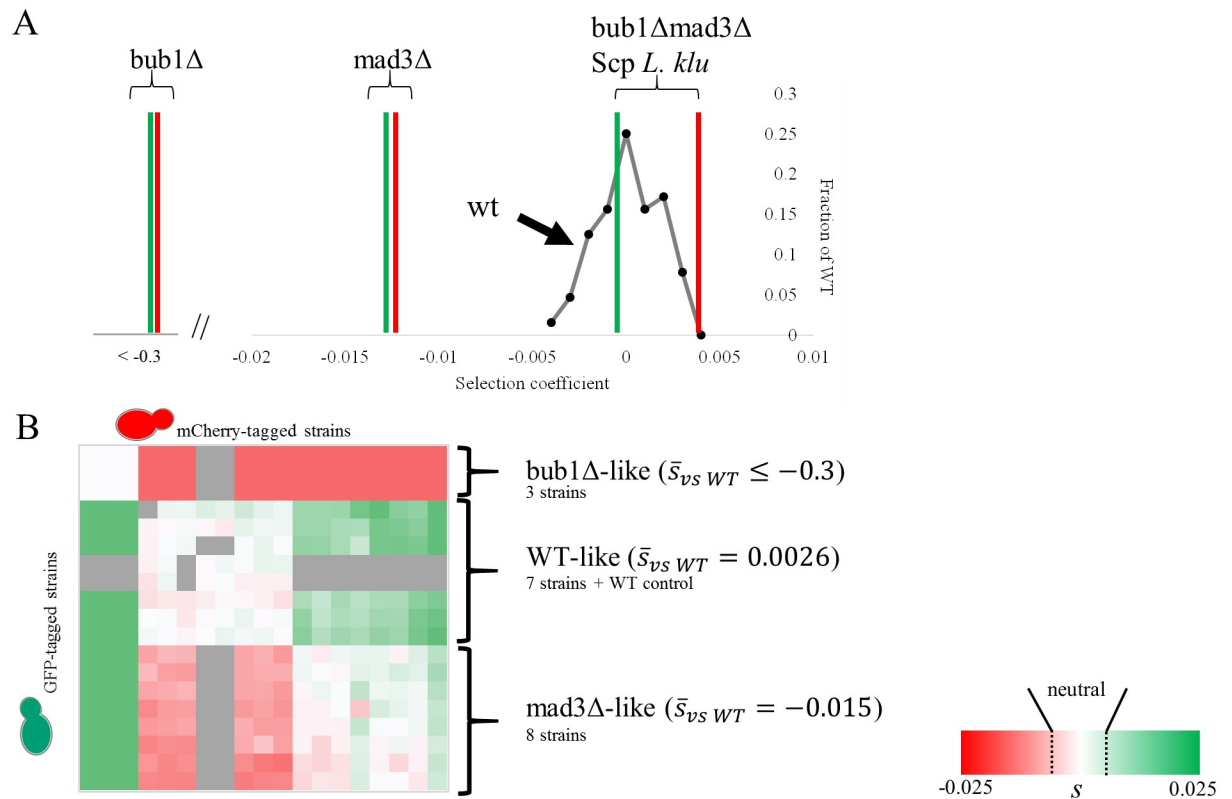 A
bub1Δ
mad3Δ
bub1Δmad3Δ
Scp L. klu
wt
0.3
0.25
0.2
0.15
0.1
0.05
0
Fraction of WT
< -0.3
//
-0.02
-0.015
-0.01
-0.005
0
0.005
0.01
Selection coefficient
B
mCherry-tagged strains
GFP-tagged strains
bub1Δ-like (s̄vs WT ≤ −0.3)
3 strains
WT-like (s̄vs WT = 0.0026)
7 strains + WT control
mad3Δ-like (s̄vs WT = −0.015)
8 strains
neutral
-0.025
s
0.025